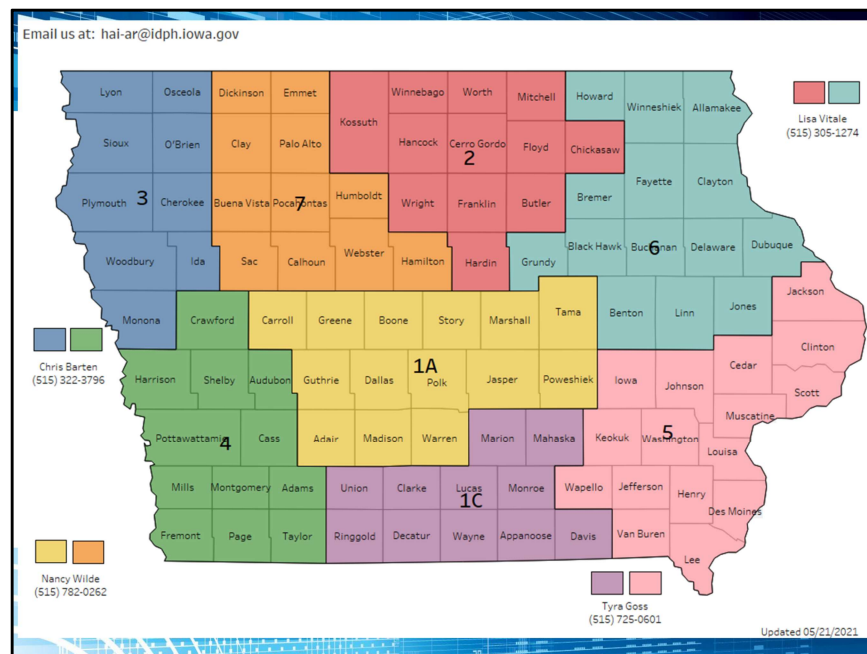 Email us at: hai-ar@idph.iowa.gov
Lyon Osceola Dickinson Emmet Kossuth Winnebago Worth Mitchell Howard Winneshiek Allamakee
Lisa Vitale
(515) 305-1274
Sioux O'Brien Clay Palo Alto Hancock Cerro Gordo Floyd Chickasaw
2
Fayette Clayton
Plymouth 3 Cherokee Buena Vista Pocahontas Humboldt Wright Franklin Butler Bremer
7
Woodbury Ida Sac Calhoun Webster Hamilton Hardin Grundy Black Hawk Buchanan Delaware Dubuque
6
Monona Crawford Carroll Greene Boone Story Marshall Tama Benton Linn Jones Jackson
Chris Barten
(515) 322-3796
Harrison Shelby Audubon Guthrie Dallas Polk Jasper Poweshiek Iowa Johnson Cedar Clinton Scott
1A
Muscatine
Pottawattamie Cass Adair Madison Warren Marion Mahaska Keokuk Washington Louisa
4
5
Mills Montgomery Adams Union Clarke Lucas Monroe Wapello Jefferson Henry Des Moines
1C
Fremont Page Taylor Ringgold Decatur Wayne Appanoose Davis Van Buren Lee
Nancy Wilde
(515) 782-0262
Tyra Goss
(515) 725-0601
Updated 05/21/2021